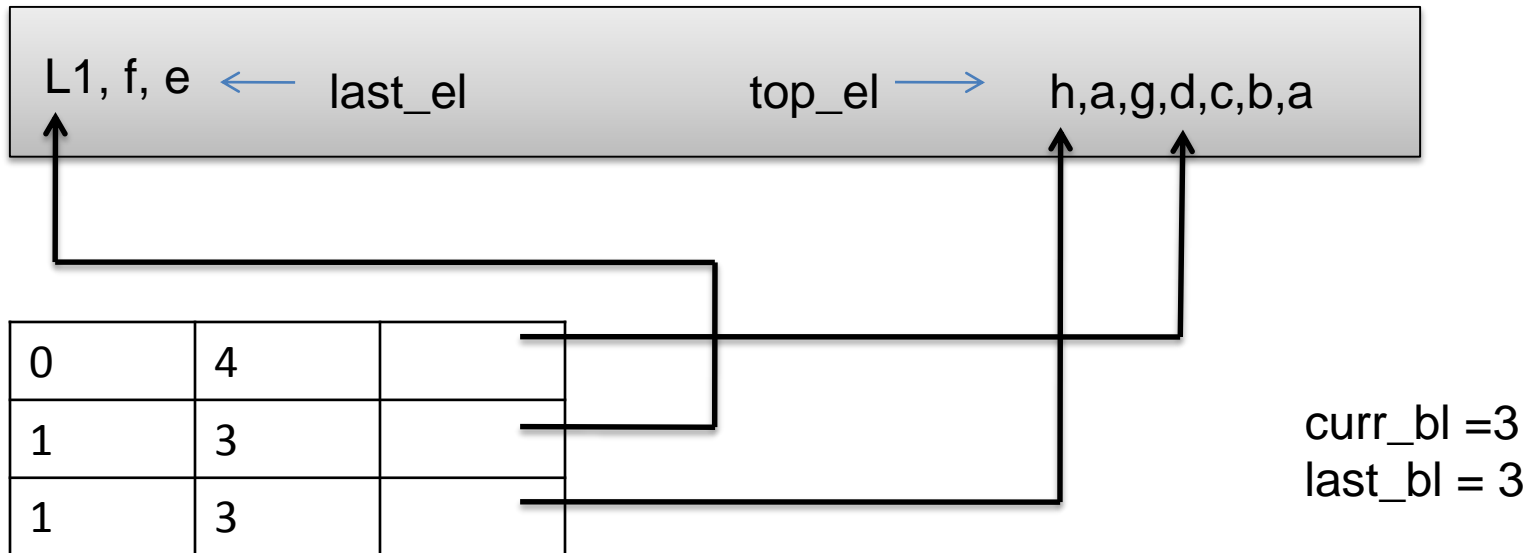 L1, f, e last_el top_el h,a,g,d,c,b,a
0 4
1 3
1 3
curr_bl =3
last_bl = 3